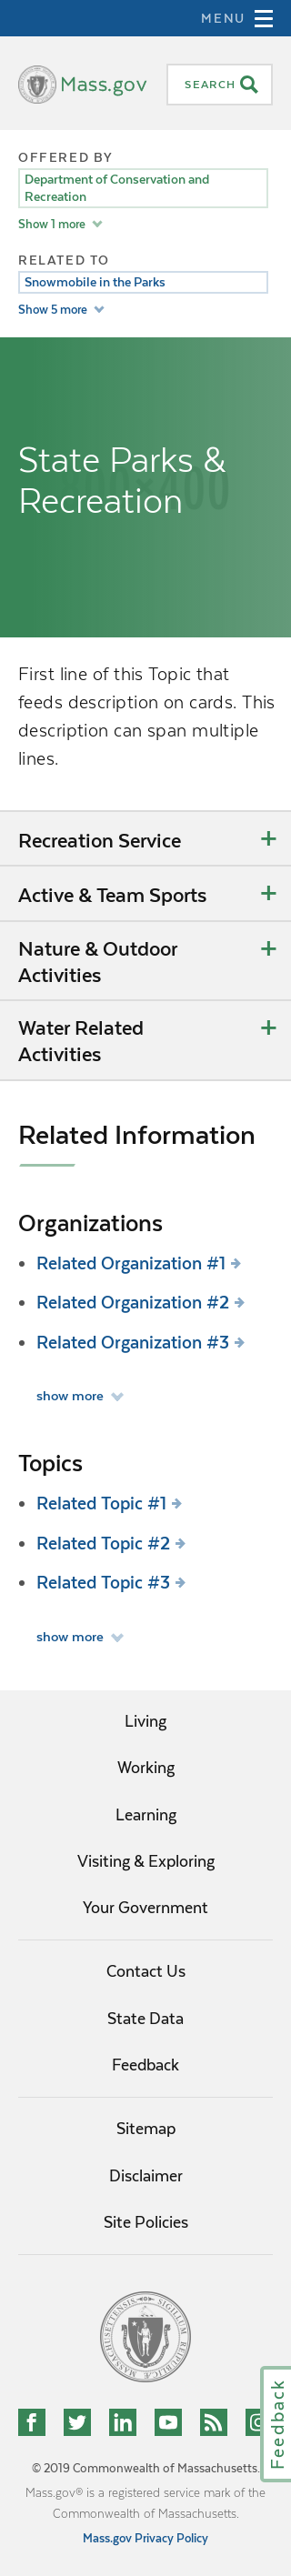 MENU
Mass.gov
SEARCH
OFFERED BY
Department of Conservation and
Recreation
Show 1 more
RELATED TO
Snowmobile in the Parks
Show 5 more
State Parks &
Recreation
First line of this Topic that
feeds description on cards. This
description can span multiple
lines.
Recreation Service
Active & Team Sports
Nature & Outdoor
Activities
Water Related
Activities
Related Information
Organizations
Related Organization #1
Related Organization #2
Related Organization #3
show more
Topics
Related Topic #1
Related Topic #2
Related Topic #3
show more
Living
Working
Learning
Visiting & Exploring
Your Government
Contact Us
State Data
Feedback
Sitemap
Disclaimer
Site Policies
Feedback
© 2019 Commonwealth of Massachusetts.
Mass.gov® is a registered service mark of the
Commonwealth of Massachusetts.
Mass.gov Privacy Policy